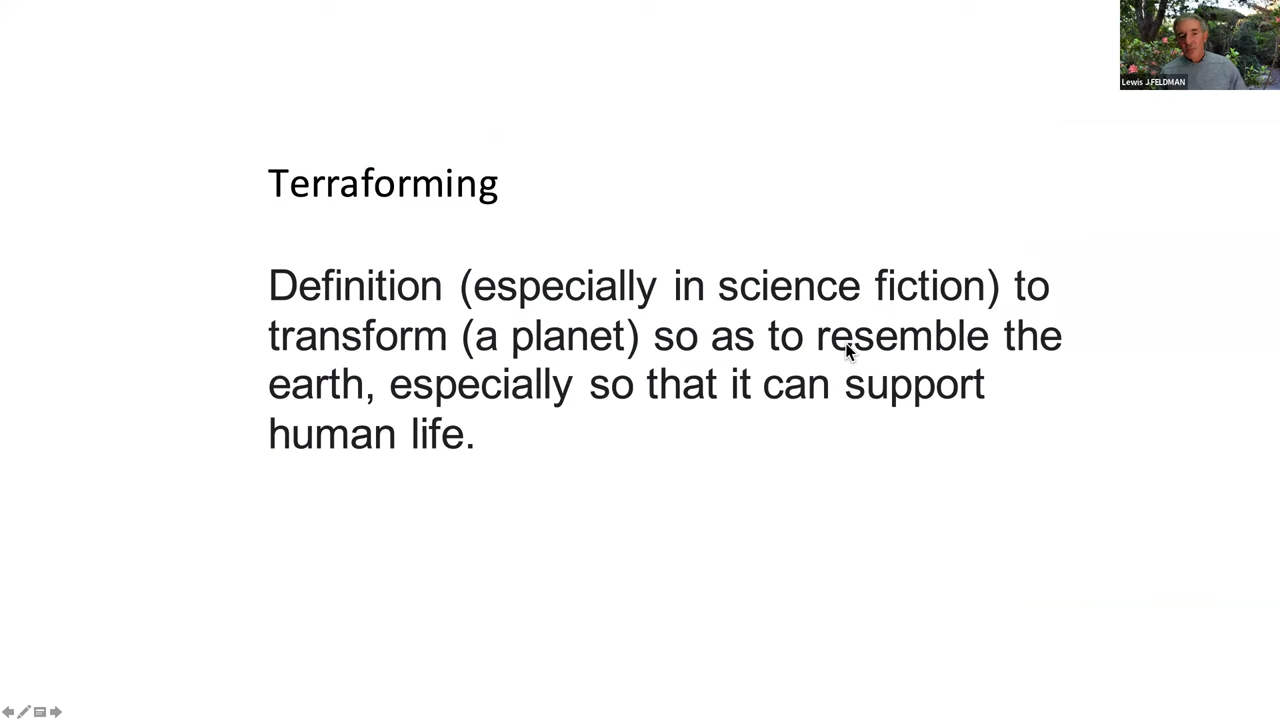 Lewis J.FELDMAN
Terraforming
Definition (especially in science fiction) to
transform (a planet) so as to resemble the
earth, especially so that it can support
human life.